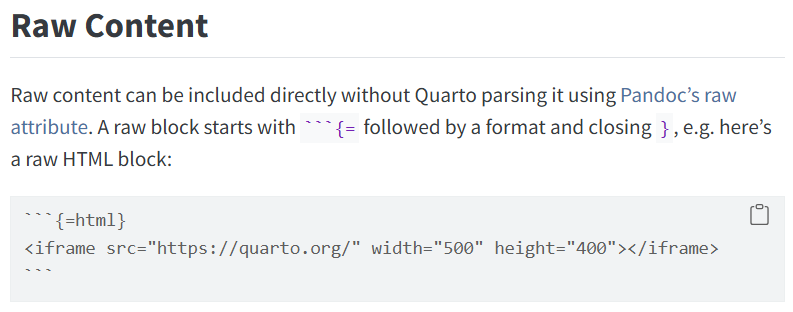 Raw Content
Raw content can be included directly without Quarto parsing it using Pandoc’s raw
attribute. A raw block starts with ```{= followed by a format and closing }, e.g. here’s
a raw HTML block:
```{=html}
<iframe src="https://quarto.org/" width="500" height="400"></iframe>
```